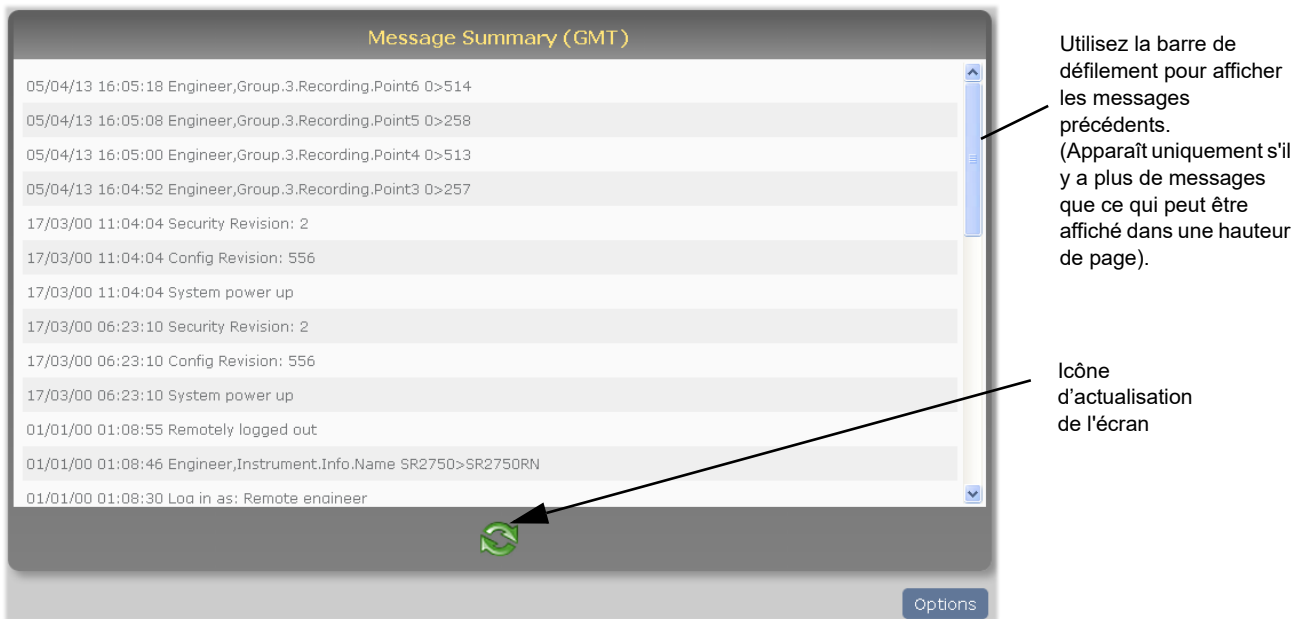 Message Summary (GMT)
05/04/13 16:05:18 Engineer,Group.3.Recording.Point6 0>514
05/04/13 16:05:08 Engineer,Group.3.Recording.Point5 0>258
05/04/13 16:05:00 Engineer,Group.3.Recording.Point4 0>513
05/04/13 16:04:52 Engineer,Group.3.Recording.Point3 0>257
17/03/00 11:04:04 Security Revision: 2
17/03/00 11:04:04 Config Revision: 556
17/03/00 11:04:04 System power up
17/03/00 06:23:10 Security Revision: 2
17/03/00 06:23:10 Config Revision: 556
17/03/00 06:23:10 System power up
01/01/00 01:08:55 Remotely logged out
01/01/00 01:08:46 Engineer,Instrument.Info.Name SR2750>SR2750RN
01/01/00 01:08:30 Log in as: Remote engineer
Options
Utilisez la barre de
défilement pour afficher
les messages
précédents.
(Apparaît uniquement s'il
y a plus de messages
que ce qui peut être
affiché dans une hauteur
de page).
Icône
d’actualisation
de l'écran